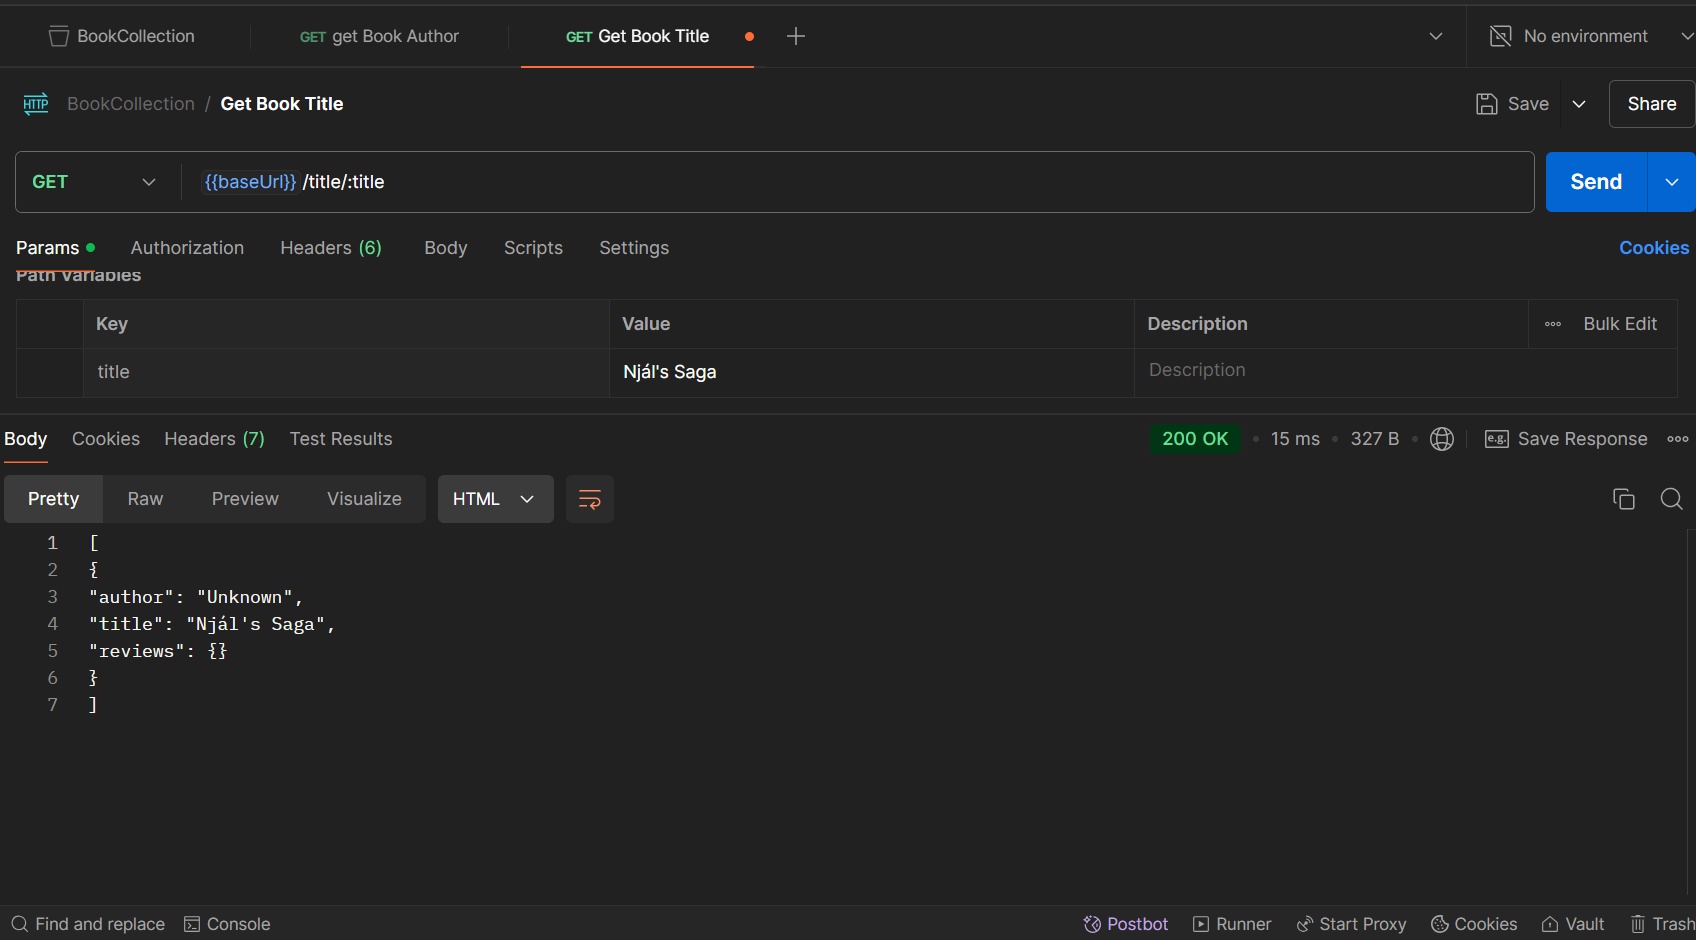 BookCollection GET get Book Author GET Get Book Title No environment
HTTP BookCollection / Get Book Title Save Share
GET {{baseUrl}} /title/:title Send
Params Authorization Headers (6) Body Scripts Settings Cookies
Path Variables
Key Value Description Bulk Edit
title Njál's Saga Description
Body Cookies Headers (7) Test Results 200 OK 15 ms 327 B e.g. Save Response
Pretty Raw Preview Visualize HTML
1 [
2 {
3 "author": "Unknown",
4 "title": "Njál's Saga",
5 "reviews": {}
6 }
7 ]
Find and replace Console Postbot Runner Start Proxy Cookies Vault Trash